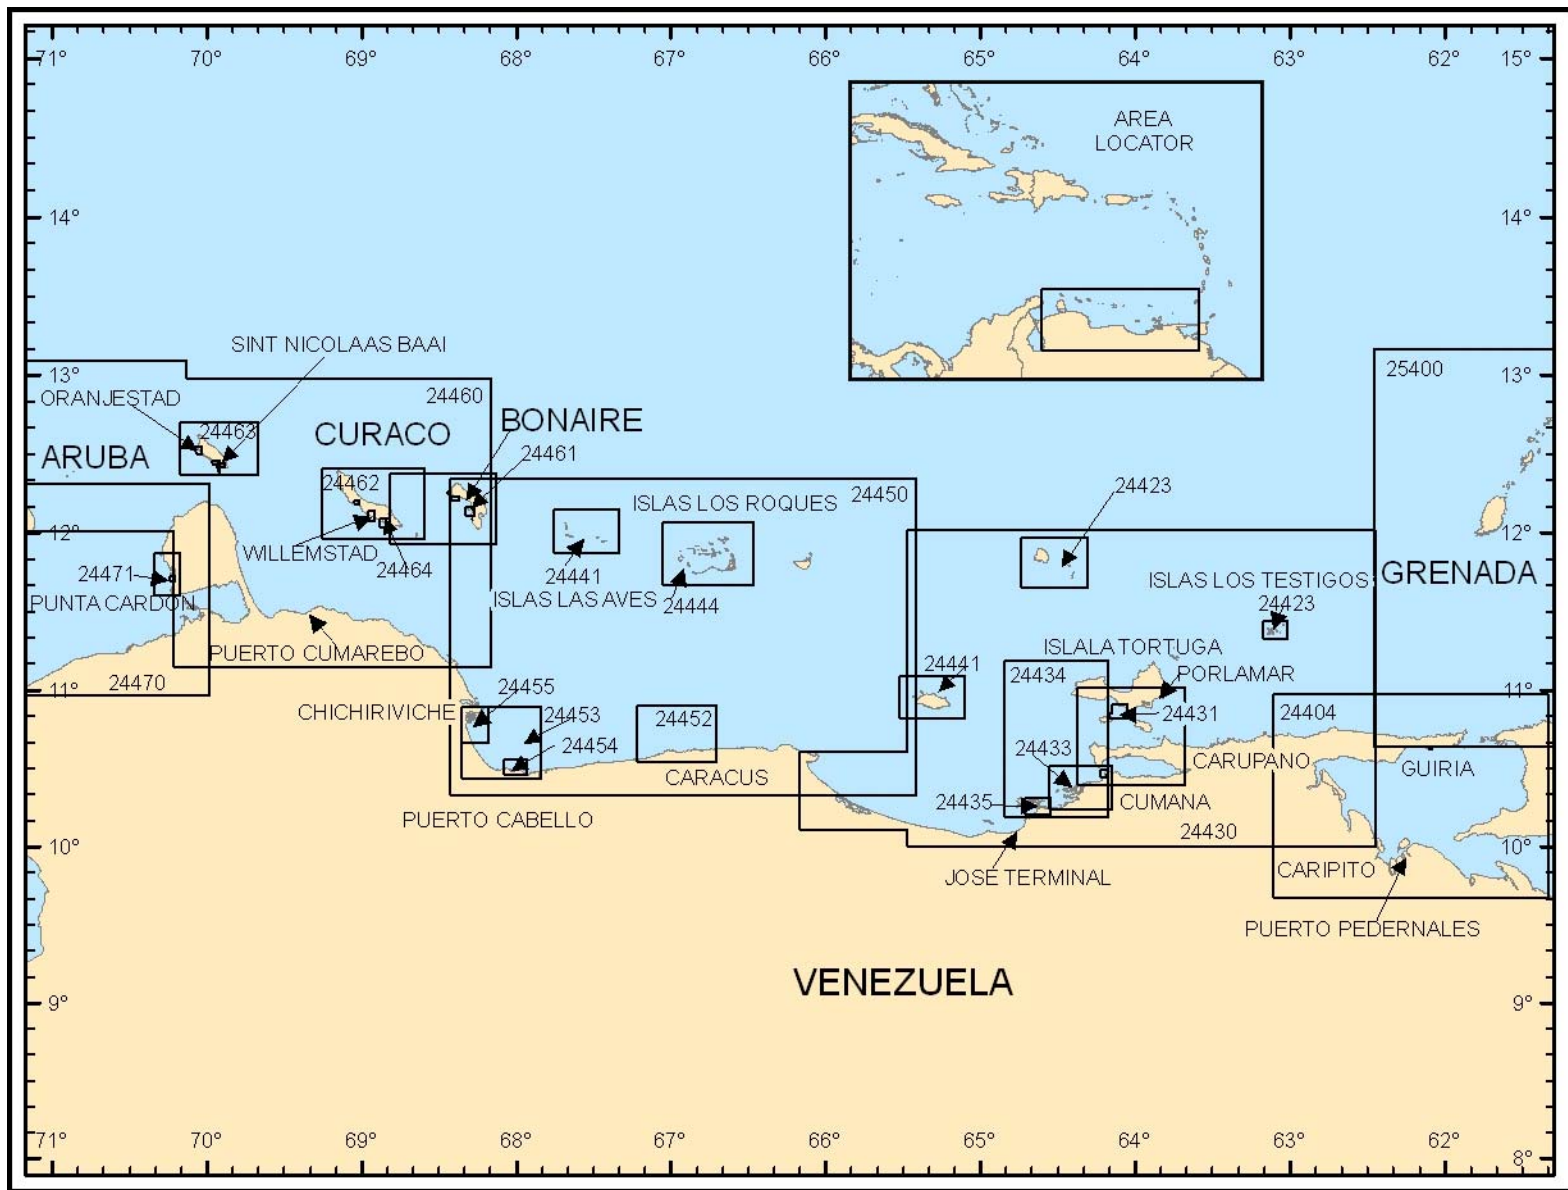 71° 70° 69° 68° 67° 66° 65° 64° 63° 62° 15°
AREA
LOCATOR
14° 14°
SINT NICOLAAS BAAI
13° 25400 13°
ORANJESTAD
24460
24463
CURACO
BONAIRE
ARUBA
24461
24462
24450
ISLAS LOS ROQUES
24423
12° 12°
WILLEMSTAD
24464
24441
24471
ISLAS LOS TESTIGOS
GRENADA
PUNTA CARDON
ISLAS LAS AVES
24444
24423
PUERTO CUMAREBO
ISLALA TORTUGA
24441
24434
PORLAMAR
24470
11° 11°
24455
CHICHIRIVICHE
24453
24452
24431
24404
24454
24433
CARUPANO
GUIRIA
CARACUS
24435
CUMANA
PUERTO CABELLO
24430
10° 10°
JOSE TERMINAL
CARIPITO
PUERTO PEDERNALES
VENEZUELA
9° 9°
71° 70° 69° 68° 67° 66° 65° 64° 63° 62°
8°